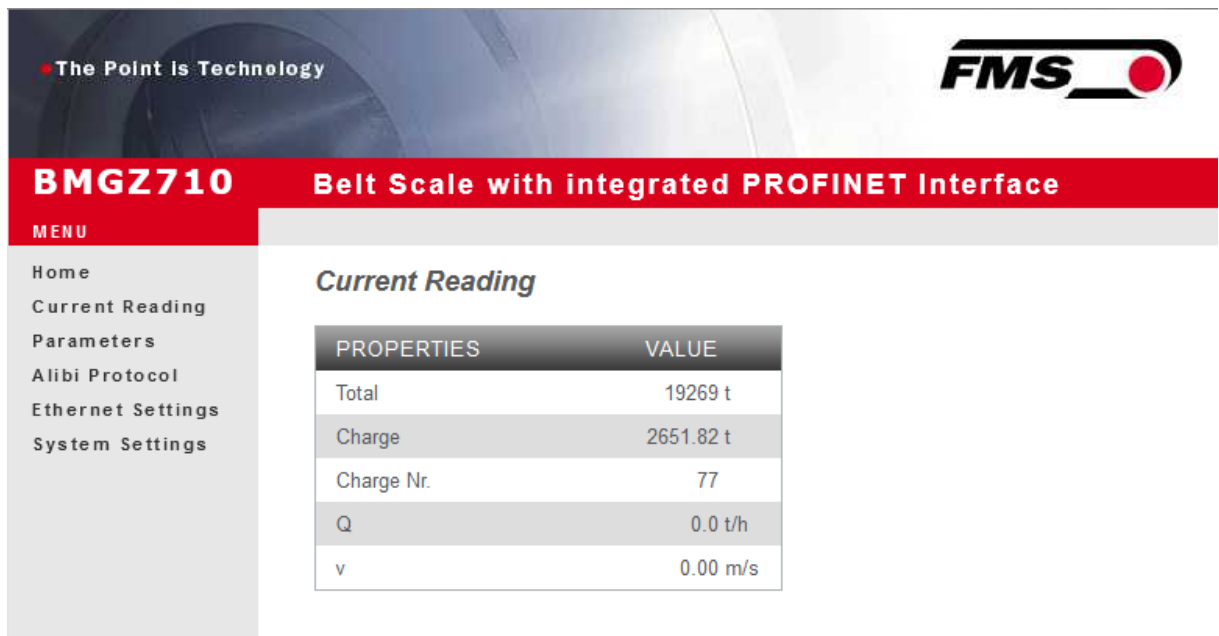 The Point is Technology
FMS
BMGZ710 Belt Scale with integrated PROFINET Interface
MENU
Home
Current Reading
Parameters
Alibi Protocol
Ethernet Settings
System Settings
Current Reading
PROPERTIES VALUE
Total 19269 t
Charge 2651.82 t
Charge Nr. 77
Q 0.0 t/h
v 0.00 m/s